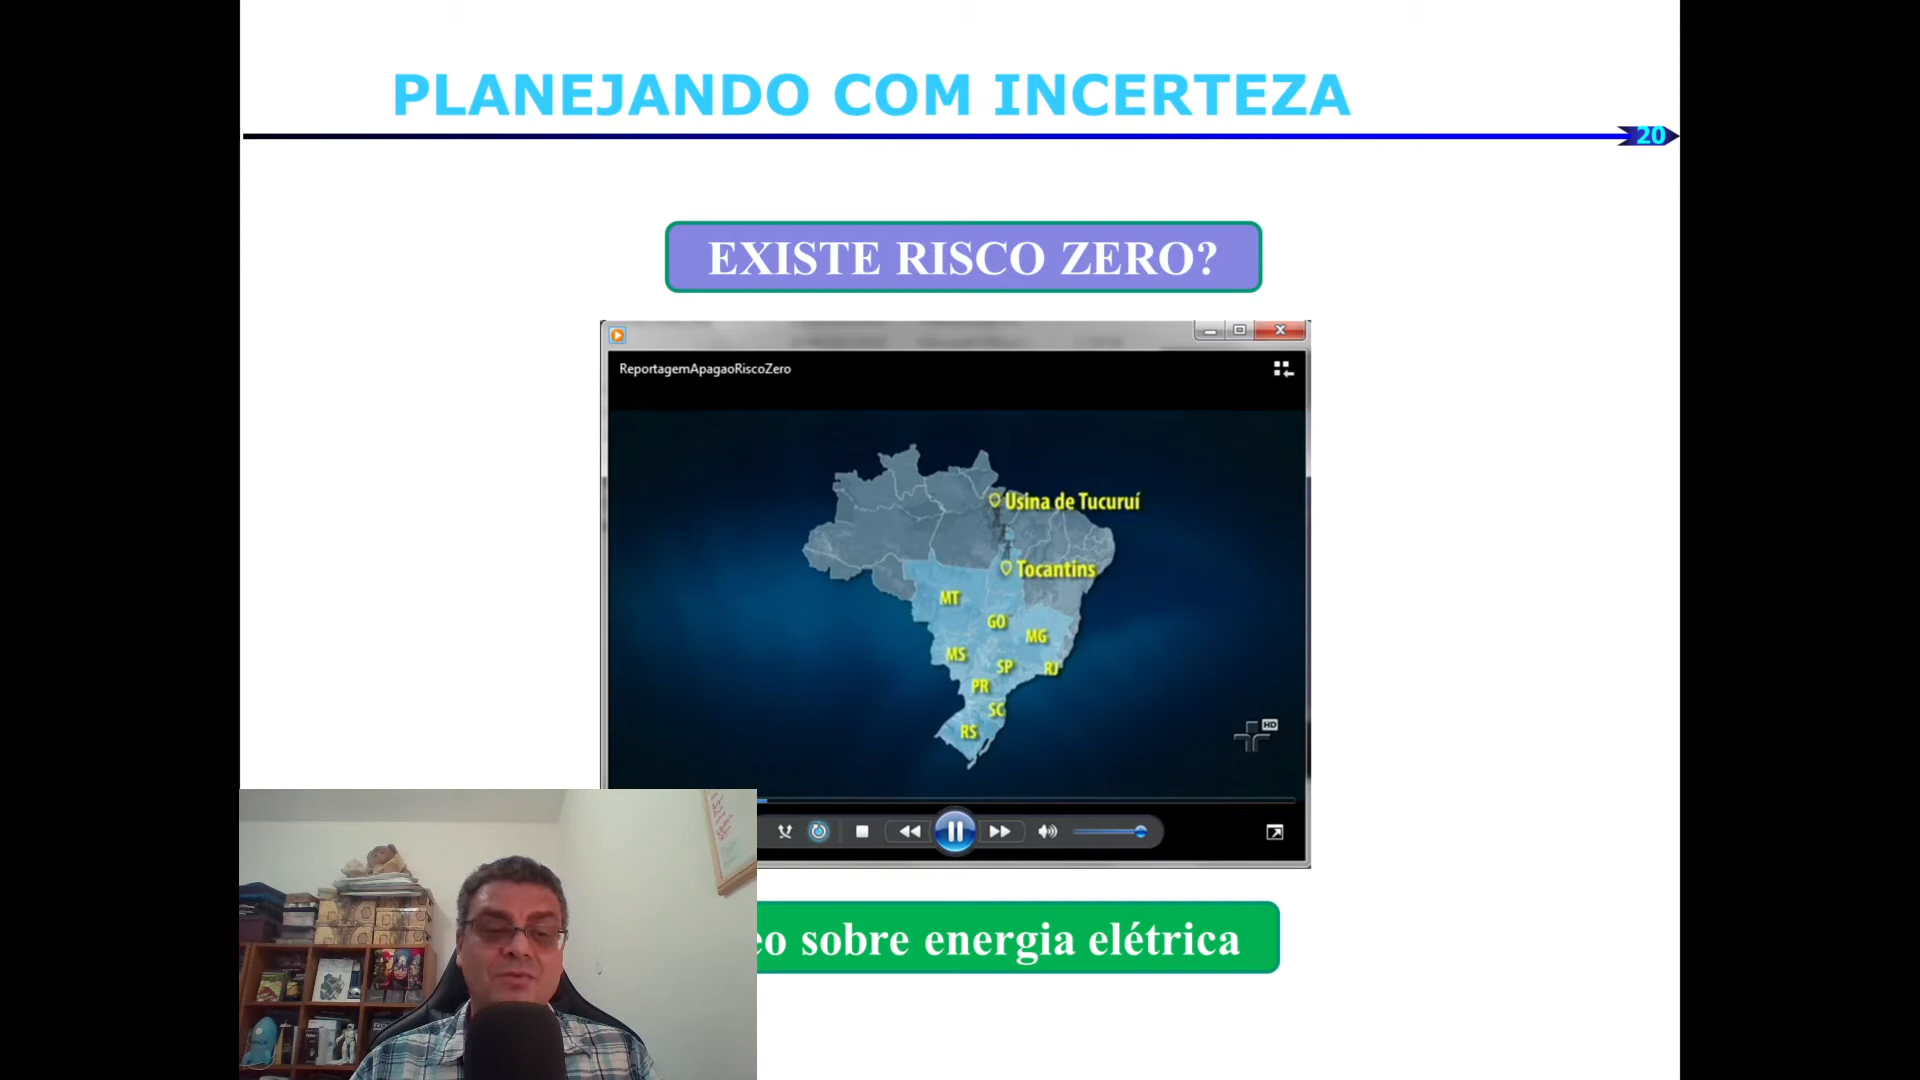 PLANEJANDO COM INCERTEZA
20
EXISTE RISCO ZERO?
ReportagemApagaoRiscoZero
Usina de Tucuruí
Tocantins
MT
GO
MG
MS
SP
RJ
PR
SC
RS
HD
sobre energia elétrica